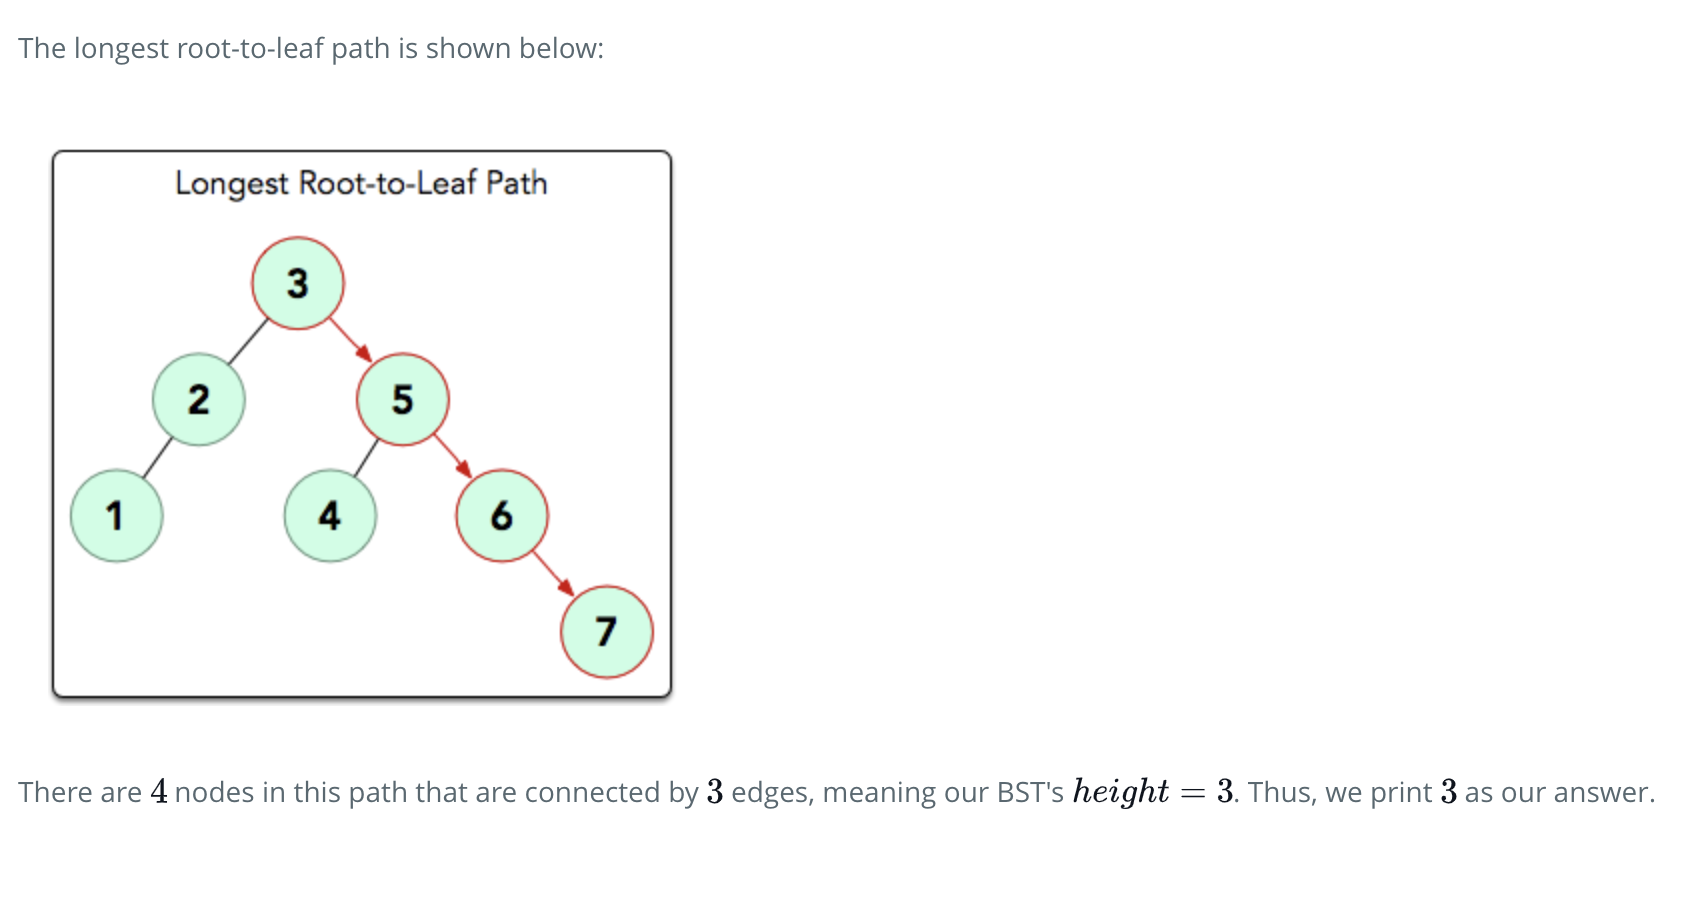 The longest root-to-leaf path is shown below:
Longest Root-to-Leaf Path
3
2
5
1
4
6
7
There are 4 nodes in this path that are connected by 3 edges, meaning our BST's height = 3. Thus, we print 3 as our answer.